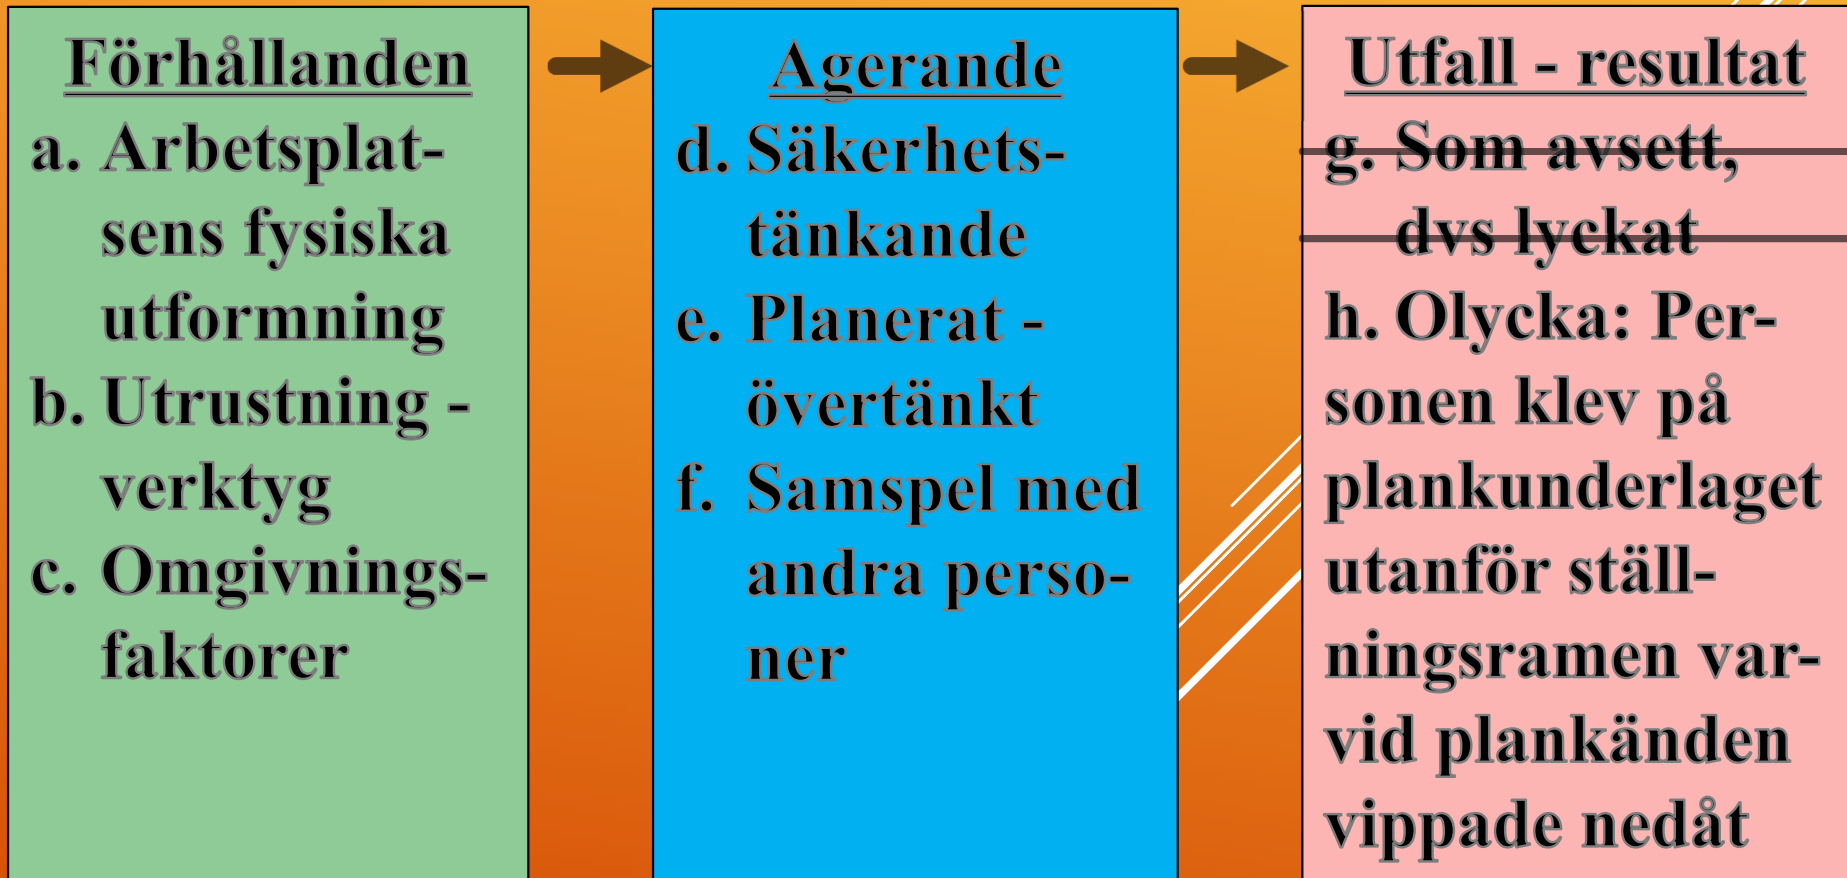 Förhållanden
a. Arbetsplat-
sens fysiska
utformning
b. Utrustning -
verktyg
c. Omgivnings-
faktorer
Agerande
d. Säkerhets-
tänkande
e. Planerat -
övertänkt
f. Samspel med
andra perso-
ner
Utfall - resultat
g. Som avsett,
dvs lyckat
h. Olycka: Per-
sonen klev på
plankunderlaget
utanför ställ-
ningsramen var-
vid plankänden
vippade nedåt